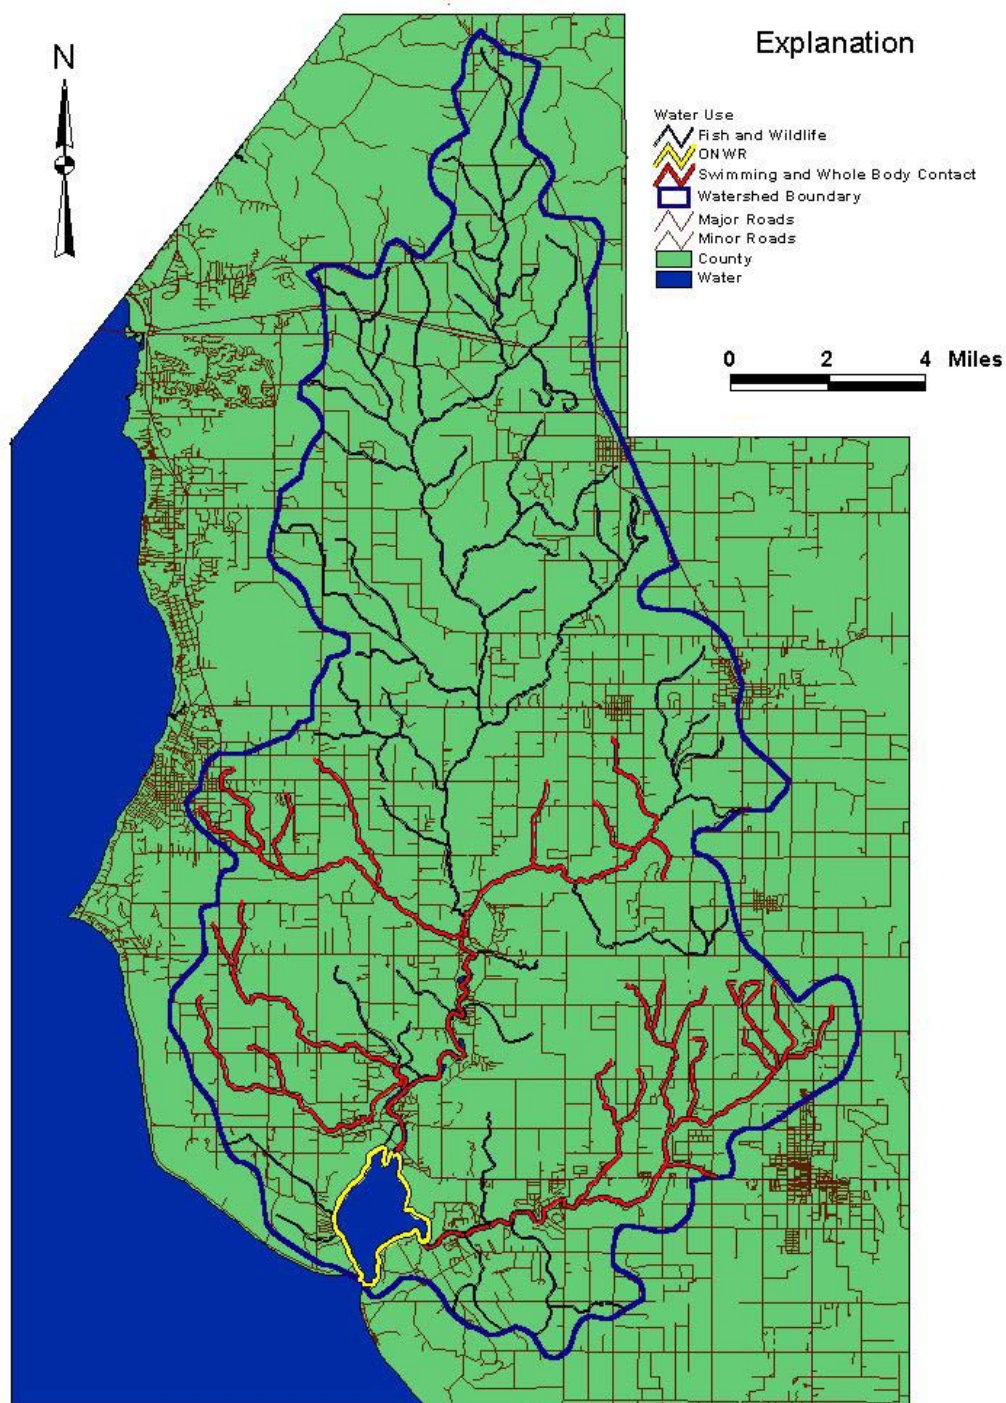 Explanation
N
Water Use
Fish and Wildlife
ONWR
Swimming and Whole Body Contact
Watershed Boundary
Major Roads
Minor Roads
County
Water
0 2 4 Miles